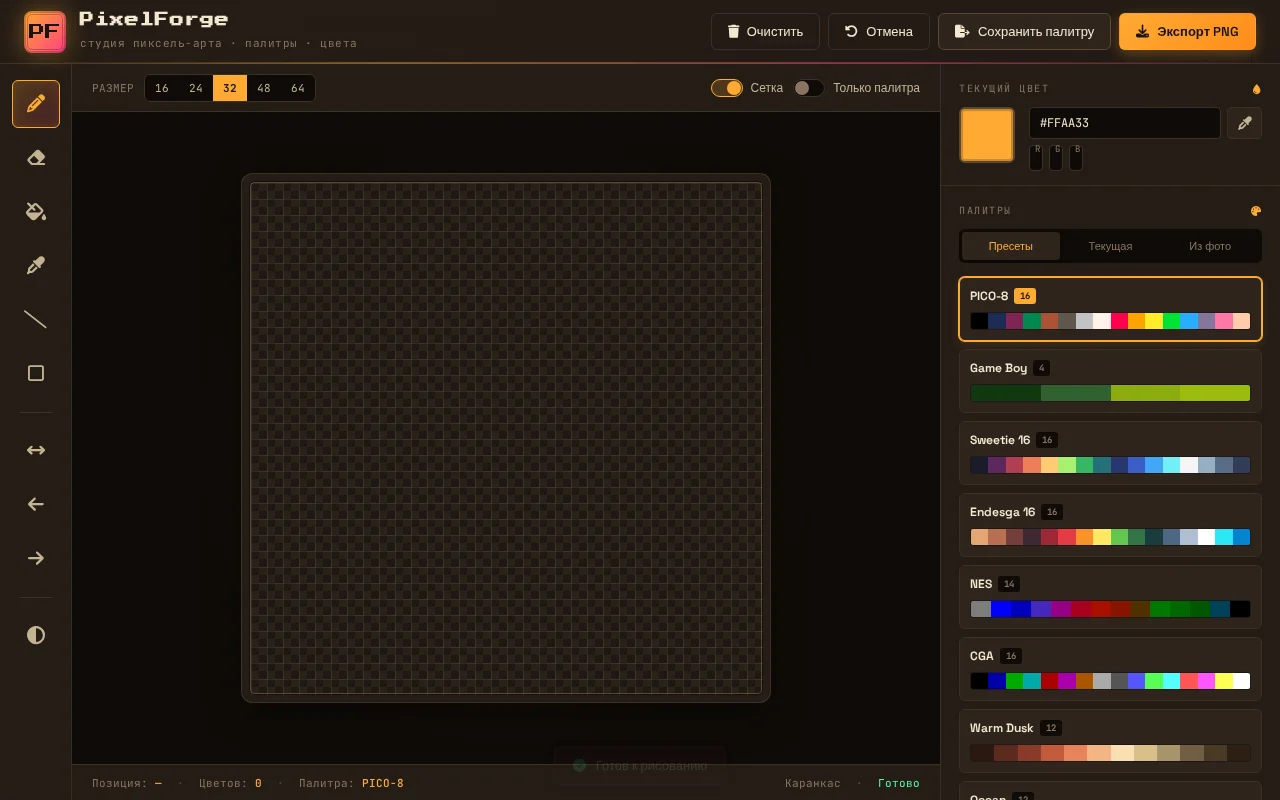 PF
PixelForge
студия пиксель-арта · палитры · цвета
Очистить
Отмена
Сохранить палитру
Экспорт PNG
РАЗМЕР 16 24 32 48 64
Сетка
Только палитра
ТЕКУЩИЙ ЦВЕТ
#FFAA33
R G B
ПАЛИТРЫ
Пресеты Текущая Из фото
PICO-8 16
Game Boy 4
Sweetie 16 16
Endesga 16 16
NES 14
CGA 16
Warm Dusk 12
Ocean 12
Готов к рисованию
Позиция: — · Цветов: 0 · Палитра: PICO-8
Каранкас · Готово